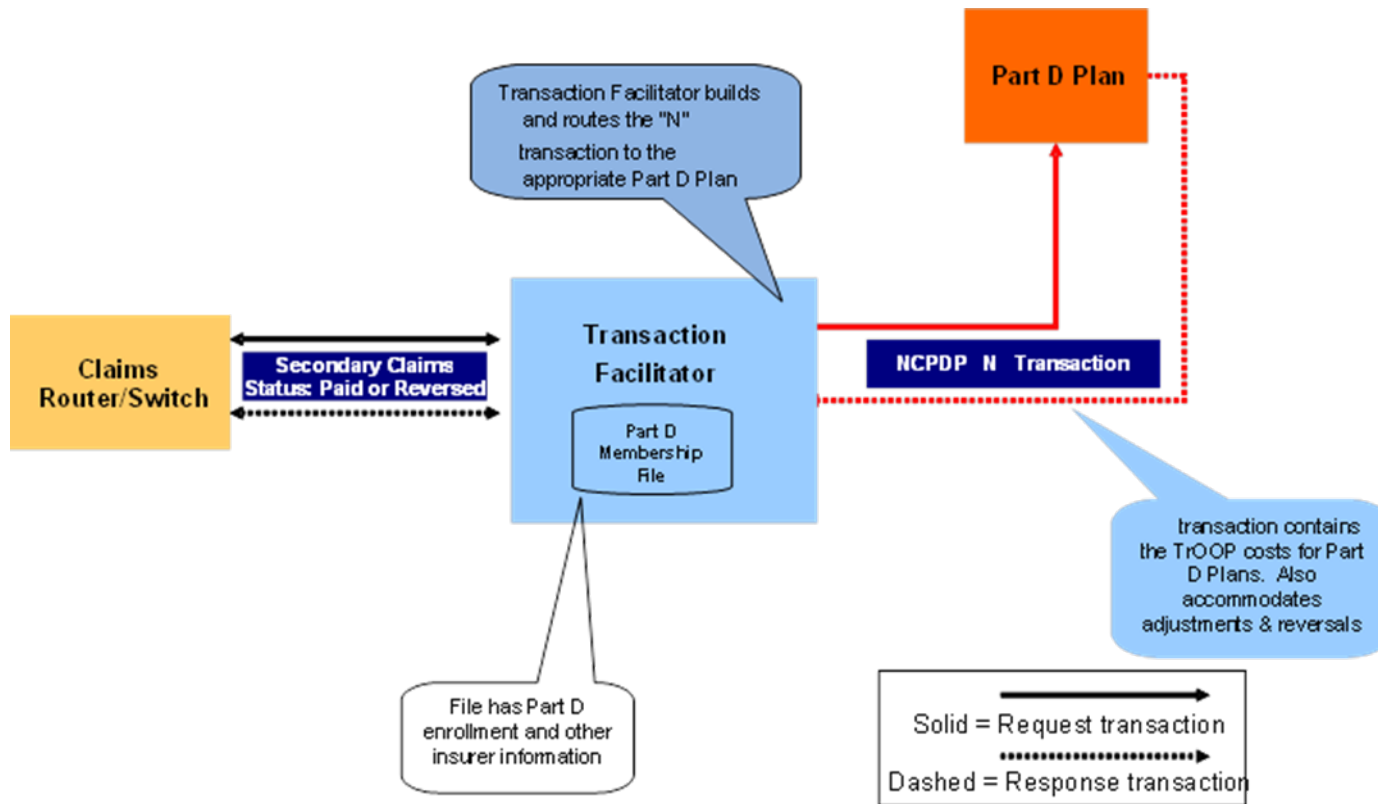 Part D Plan
Transaction Facilitator builds
and routes the "N"
transaction to the
appropriate Part D Plan
Claims
Router/Switch
Secondary Claims
Status: Paid or Reversed
Transaction
Facilitator
Part D
Membership
File
NCPDP N Transaction
transaction contains
the TrOOP costs for Part
D Plans. Also
accommodates
adjustments & reversals
File has Part D
enrollment and other
insurer information
Solid = Request transaction
Dashed = Response transaction